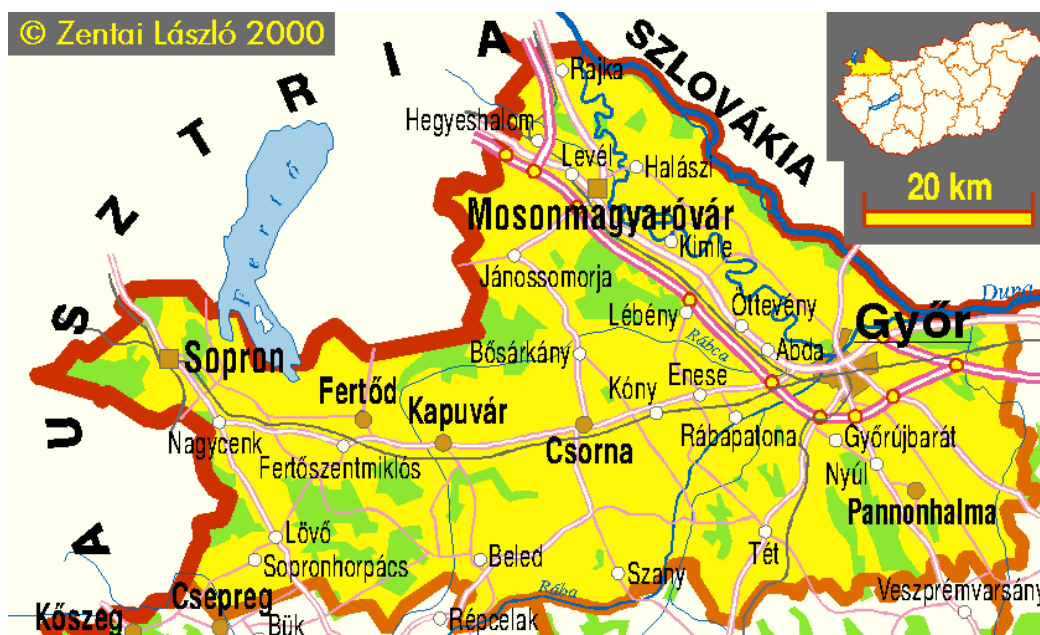 © Zentai László 2000
AUSZTRIA
SZLOVÁKIA
20 km
Rajka
Hegyeshalom
Levél
Halászi
Mosonmagyaróvár
Kimle
Jánossomorja
Fertő
Duna
Öttevény
Lébény
Győr
Rábca
Abda
Bősárkány
Sopron
Enese
Kóny
Fertőd
Kapuvár
Nagycenk
Csorna
Rábapatona
Győrújbarát
Fertőszentmiklós
Nyúl
Pannonhalma
Lövő
Tét
Sopronhorpács
Beled
Szany
Rába
Veszprémvarsány
Csepreg
Kőszeg
Bük
Répcelak